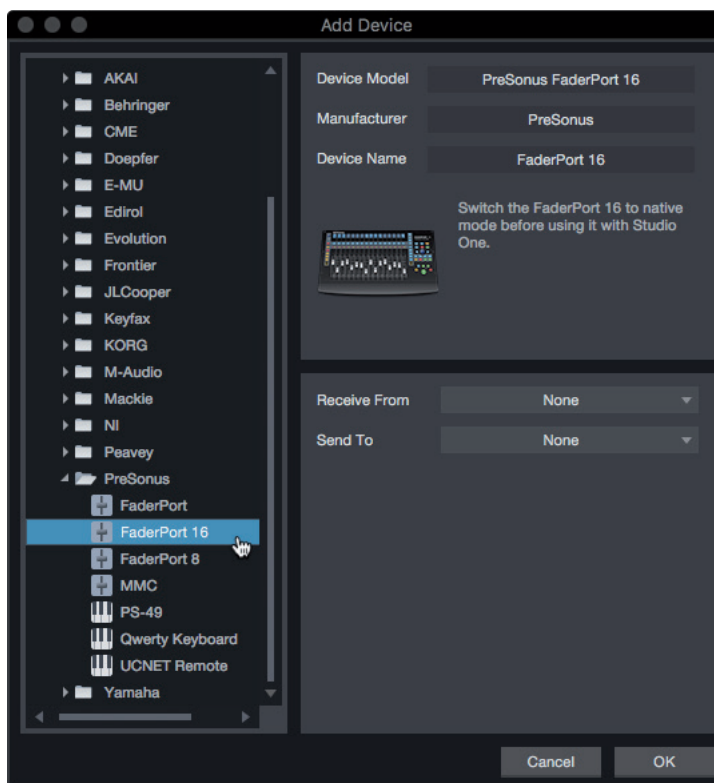 Add Device
AKAI
Behringer
CME
Doepfer
E-MU
Edirol
Evolution
Frontier
JLCooper
Keyfax
KORG
M-Audio
Mackie
NI
Peavey
PreSonus
FaderPort
FaderPort 16
FaderPort 8
MMC
PS-49
Qwerty Keyboard
UCNET Remote
Yamaha
Device Model PreSonus FaderPort 16
Manufacturer PreSonus
Device Name FaderPort 16
Switch the FaderPort 16 to native
mode before using it with Studio
One.
Receive From None
Send To None
Cancel OK